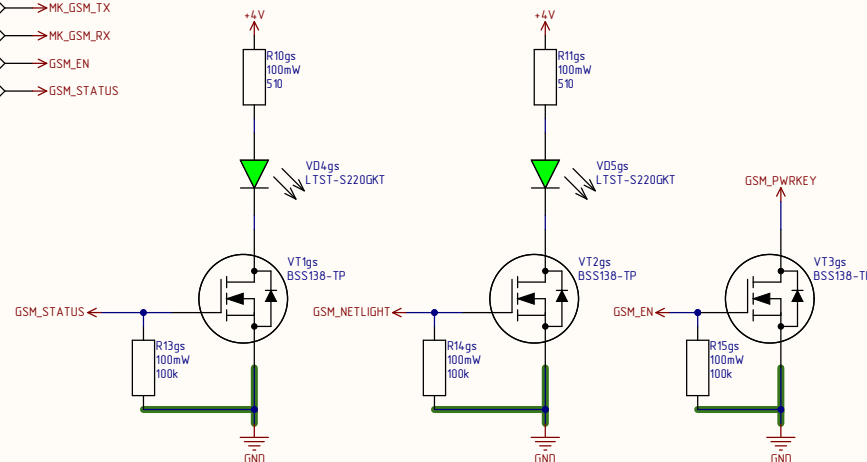 MK_GSM_TX
MK_GSM_RX
GSM_EN
GSM_STATUS
+4V
R10gs
100mW
510
VD4gs
LTST-S220GKT
VT1gs
BSS138-TP
GSM_STATUS
R13gs
100mW
100k
GND
+4V
R11gs
100mW
510
VD5gs
LTST-S220GKT
VT2gs
BSS138-TP
GSM_NETLIGHT
R14gs
100mW
100k
GND
GSM_PWRKEY
VT3gs
GSM_EN
R15gs
100mW
100k
GND